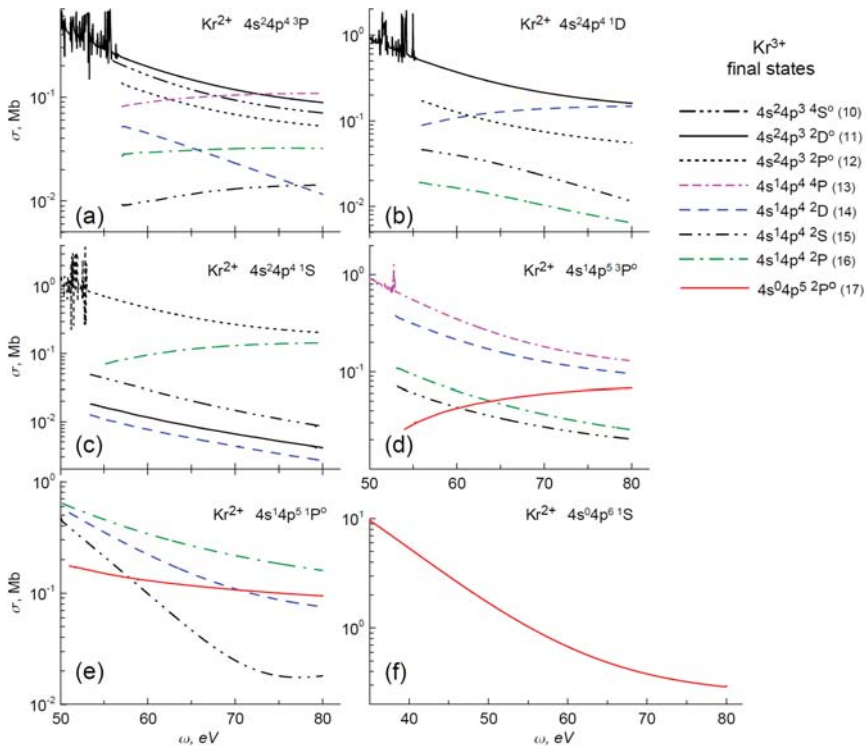 Kr²⁺ 4s²4p⁴ ³P
Kr²⁺ 4s²4p⁴ ¹D
Kr³⁺
final states
10⁰
10⁰
σ, Mb
10⁻¹
10⁻¹
10⁻²
10⁻²
(a)
(b)
4s²4p³ ⁴Sᵒ (10)
4s²4p³ ²Dᵒ (11)
4s²4p³ ²Pᵒ (12)
4s¹4p⁴ ⁴P (13)
4s¹4p⁴ ²D (14)
4s¹4p⁴ ²S (15)
4s¹4p⁴ ²P (16)
4s⁰4p⁵ ²Pᵒ (17)
Kr²⁺ 4s²4p⁴ ¹S
Kr²⁺ 4s¹4p⁵ ³Pᵒ
10⁰
10⁰
σ, Mb
10⁻¹
10⁻¹
10⁻²
(c)
(d)
50 60 70 80
Kr²⁺ 4s¹4p⁵ ¹Pᵒ
Kr²⁺ 4s⁰4p⁶ ¹S
10⁰
10¹
σ, Mb
10⁻¹
10⁰
10⁻²
(e)
(f)
50 60 70 80
40 50 60 70 80
ω, eV
ω, eV